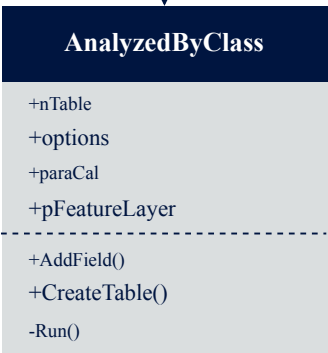 AnalyzedByClass
+nTable
+options
+paraCal
+pFeatureLayer
+AddField()
+CreateTable()
-Run()